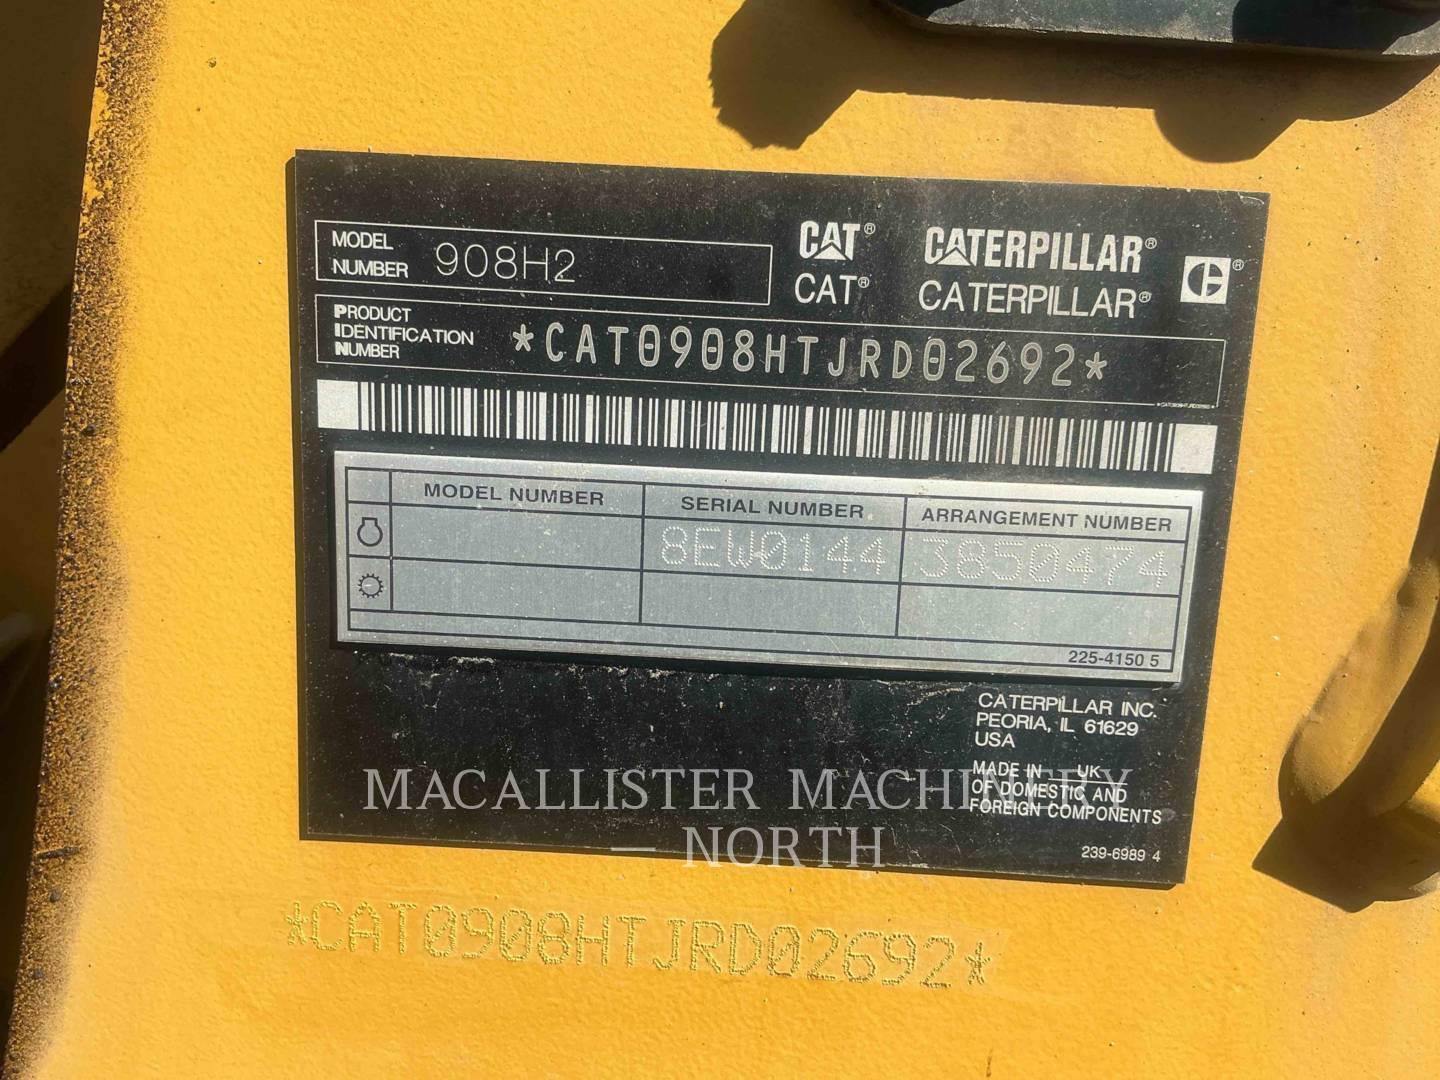 MODEL NUMBER 908H2
CAT® CATERPILLAR®
CAT® CATERPILLAR®
PRODUCT IDENTIFICATION NUMBER *CAT0908HTJRD02692*
*CAT0908HTJRD02692*
MODEL NUMBER SERIAL NUMBER ARRANGEMENT NUMBER
8EW0144 3850474
225-4150 5
CATERPILLAR INC.
PEORIA, IL 61629
USA
MADE IN UK
OF DOMESTIC AND
FOREIGN COMPONENTS
MACALLISTER MACHINERY
— NORTH
239-6989 4
*CAT0908HTJRD02692*